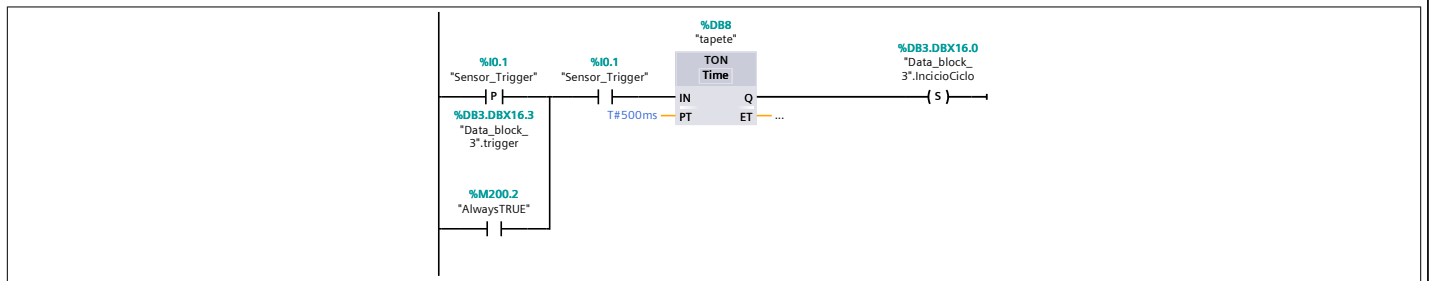 %DB8
"tapete"
%DB3.DBX16.0
"Data_block_
3".IncicioCiclo
TON
Time
%I0.1
"Sensor_Trigger"
%I0.1
"Sensor_Trigger"
P
IN
Q
S
%DB3.DBX16.3
"Data_block_
3".trigger
T#500ms
PT
ET
...
%M200.2
"AlwaysTRUE"